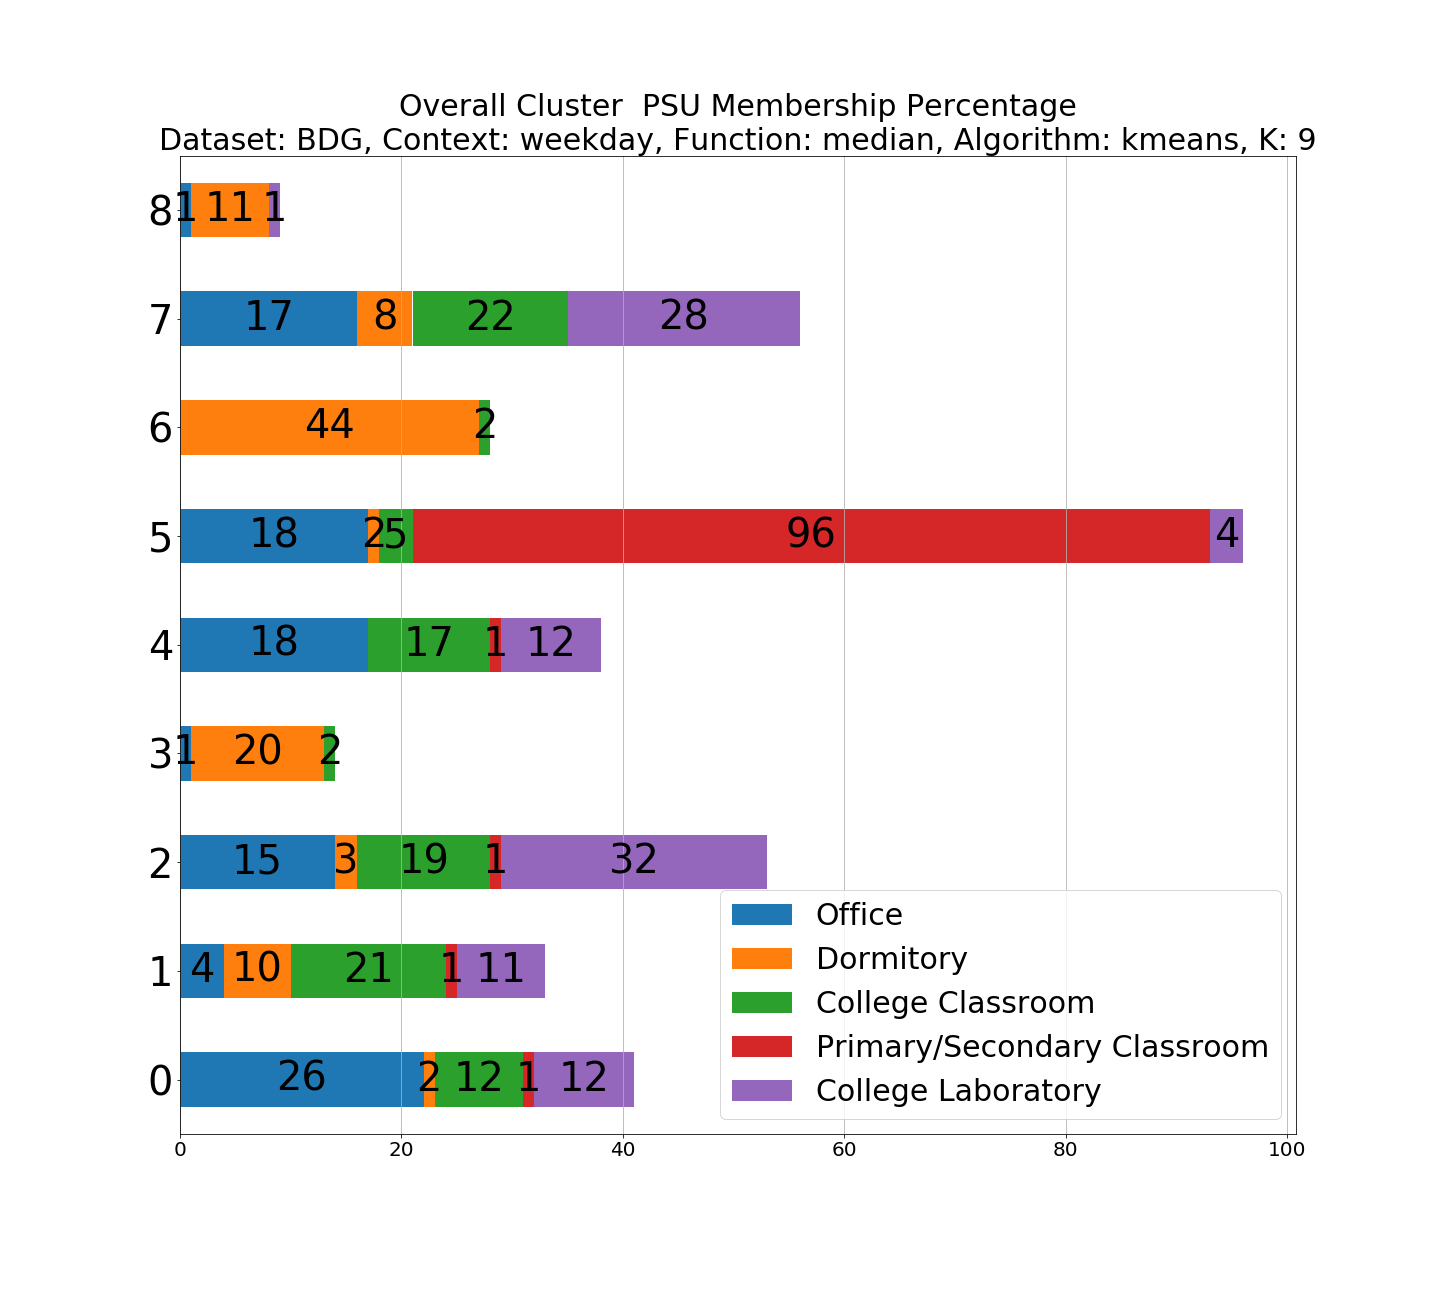 Overall Cluster  PSU Membership Percentage
Dataset: BDG, Context: weekday, Function: median, Algorithm: kmeans, K: 9
8 1 11 1
7 17 8 22 28
6 44 2
5 18 2 5 96 4
4 18 17 1 12
3 1 20 2
2 15 3 19 1 32
1 4 10 21 1 11
0 26 2 12 1 12
Office
Dormitory
College Classroom
Primary/Secondary Classroom
College Laboratory
0 20 40 60 80 100